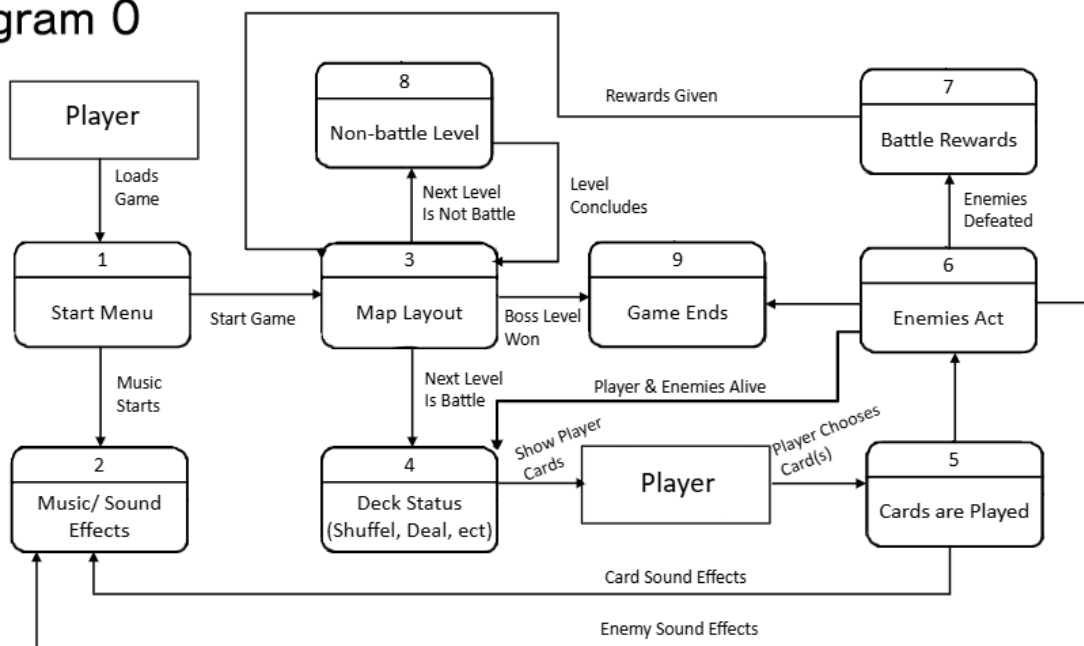 gram 0
Player
Loads
Game
1
Start Menu
Start Game
Music
Starts
2
Music/ Sound
Effects
8
Non-battle Level
Next Level
Is Not Battle
Level
Concludes
3
Map Layout
Boss Level
Won
Next Level
Is Battle
4
Deck Status
(Shuffel, Deal, ect)
Show Player
Cards
Player
Player Chooses
Card(s)
5
Cards are Played
6
Enemies Act
Enemies
Defeated
7
Battle Rewards
Rewards Given
9
Game Ends
Player & Enemies Alive
Card Sound Effects
Enemy Sound Effects